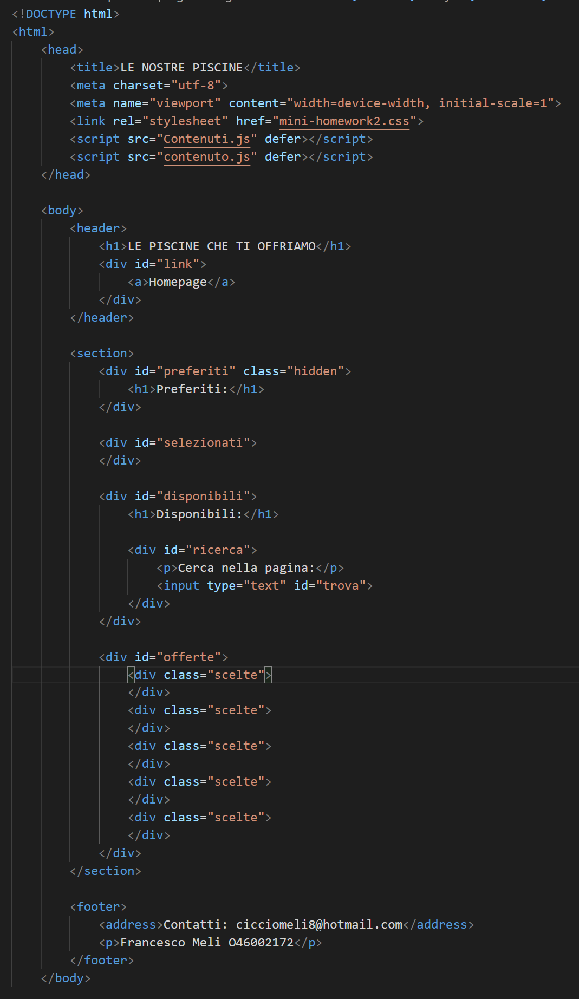 <!DOCTYPE html>
<html>
<head>
<title>LE NOSTRE PISCINE</title>
<meta charset="utf-8">
<meta name="viewport" content="width=device-width, initial-scale=1">
<link rel="stylesheet" href="mini-homework2.css">
<script src="Contenuti.js" defer></script>
<script src="contenuto.js" defer></script>
</head>
<body>
<header>
<h1>LE PISCINE CHE TI OFFRIAMO</h1>
<div id="link">
<a>Homepage</a>
</div>
</header>
<section>
<div id="preferiti" class="hidden">
<h1>Preferiti:</h1>
</div>
<div id="selezionati">
</div>
<div id="disponibili">
<h1>Disponibili:</h1>
<div id="ricerca">
<p>Cerca nella pagina:</p>
<input type="text" id="trova">
</div>
</div>
<div id="offerte">
<div class="scelte">
</div>
<div class="scelte">
</div>
<div class="scelte">
</div>
<div class="scelte">
</div>
<div class="scelte">
</div>
</div>
</section>
<footer>
<address>Contatti: cicciomeli8@hotmail.com</address>
<p>Francesco Meli O46002172</p>
</footer>
</body>